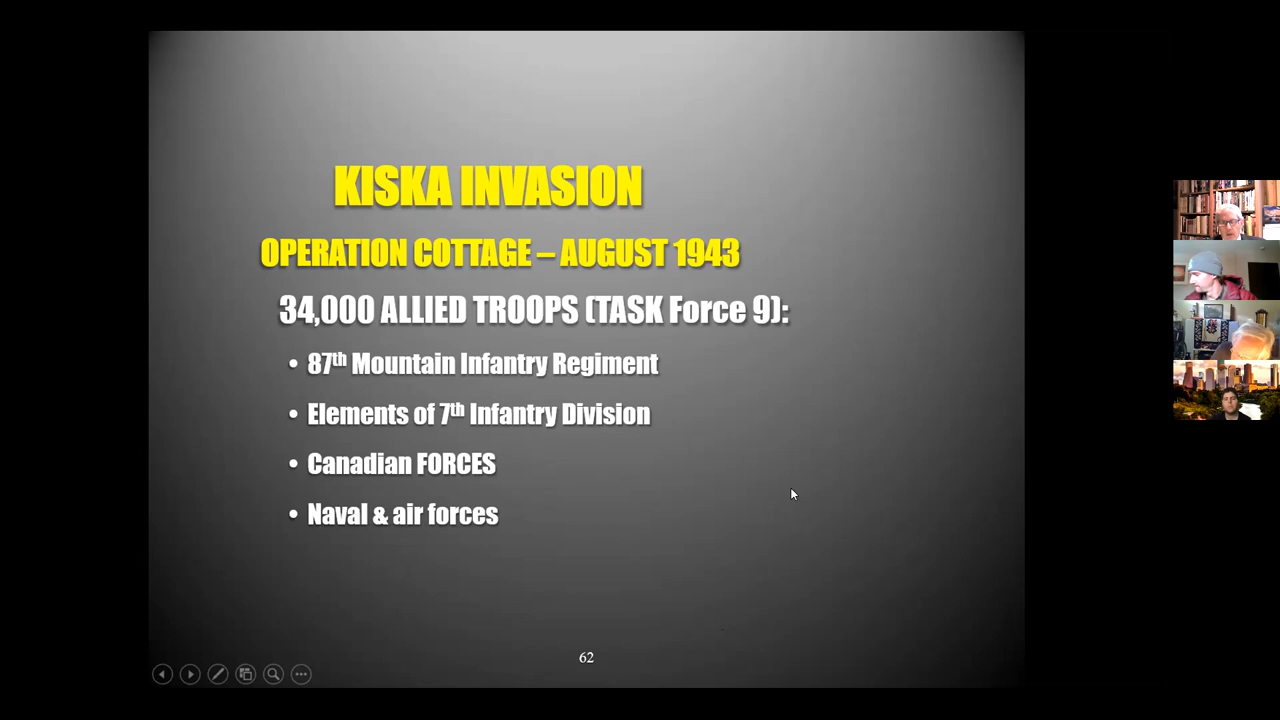 KISKA INVASION
OPERATION COTTAGE – AUGUST 1943
34,000 ALLIED TROOPS (TASK Force 9):
• 87th Mountain Infantry Regiment
• Elements of 7th Infantry Division
• Canadian FORCES
• Naval & air forces
62